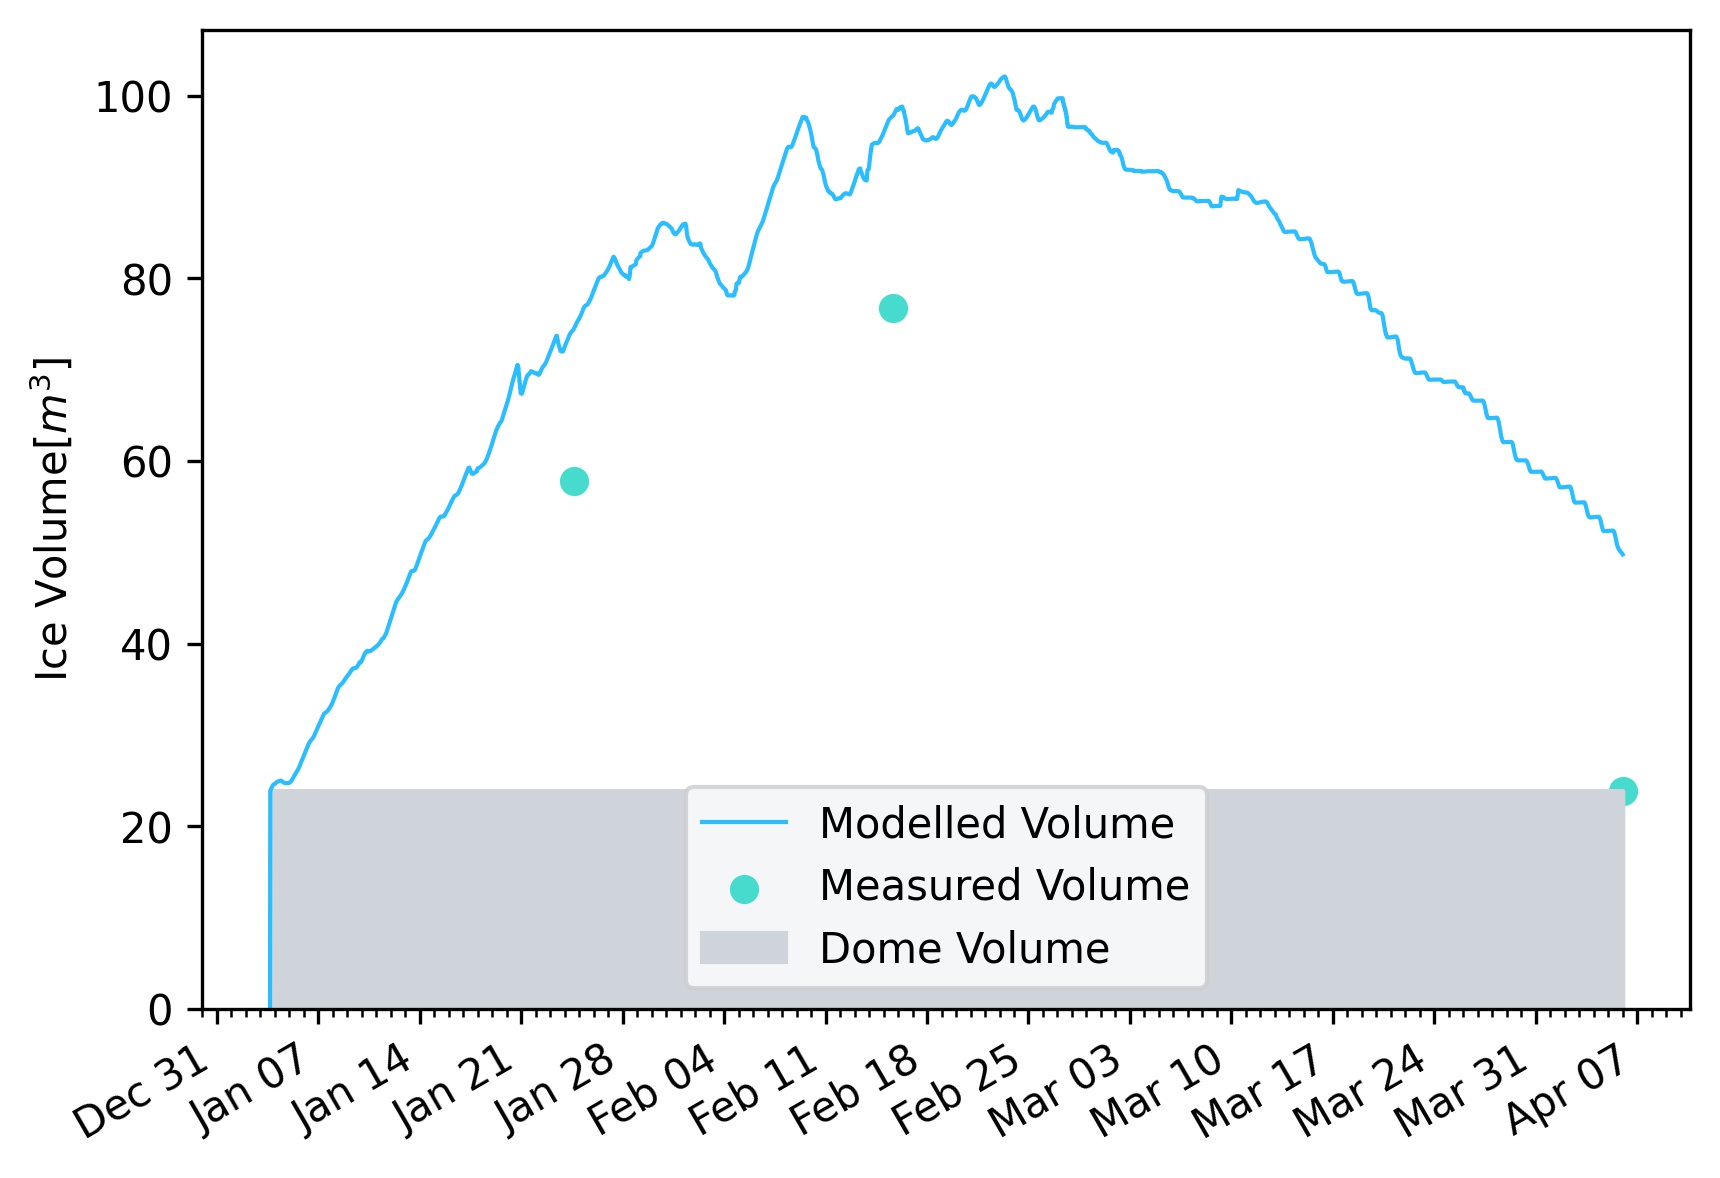 100
80
60
40
20
0
Ice Volume[m³]
Modelled Volume
Measured Volume
Dome Volume
Dec 31
Jan 07
Jan 14
Jan 21
Jan 28
Feb 04
Feb 11
Feb 18
Feb 25
Mar 03
Mar 10
Mar 17
Mar 24
Mar 31
Apr 07